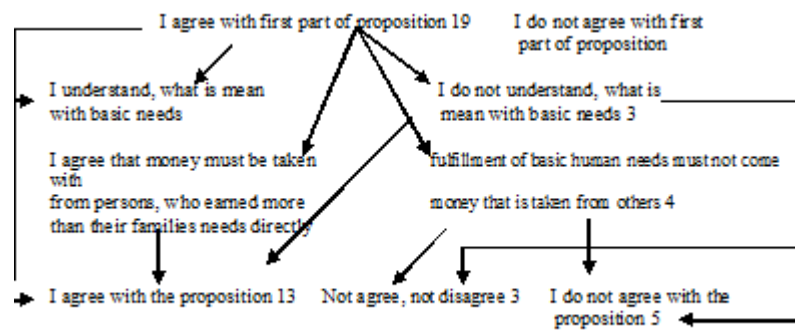 I agree with first part of proposition 19
I do not agree with first
part of proposition
I understand, what is mean
with basic needs
I do not understand, what is
mean with basic needs 3
I agree that money must be taken
with
from persons, who earned more
than their families needs directly
fulfillment of basic human needs must not come
money that is taken from others 4
I agree with the proposition 13
Not agree, not disagree 3
I do not agree with the
proposition 5